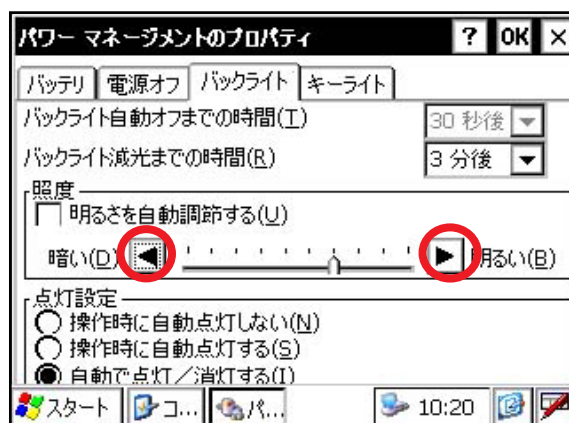 パワー マネージメントのプロパティ ? OK ×
バッテリ 電源オフ バックライト キーライト
バックライト自動オフまでの時間(T) 30 秒後
バックライト減光までの時間(R) 3 分後
照度
明るさを自動調節する(U)
暗い(D) 明るい(B)
点灯設定
操作時に自動点灯しない(N)
操作時に自動点灯する(S)
自動で点灯／消灯する(I)
スタート コ... パ... 10:20